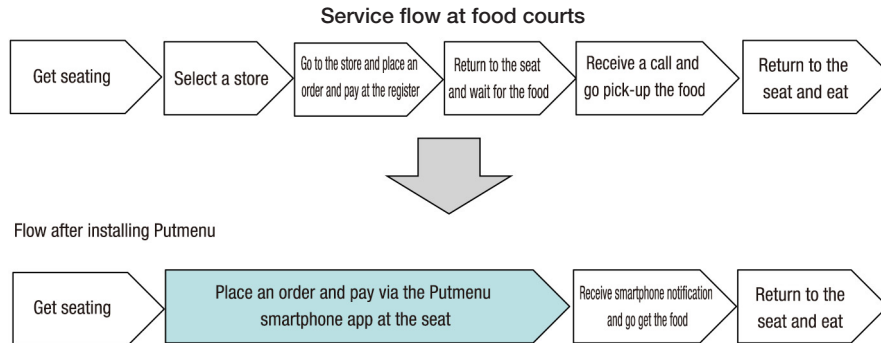 Service flow at food courts
Get seating
Select a store
Go to the store and place an
order and pay at the register
Return to the seat
and wait for the food
Receive a call and
go pick-up the food
Return to the
seat and eat
Flow after installing Putmenu
Get seating
Place an order and pay via the Putmenu
smartphone app at the seat
Receive smartphone notification
and go get the food
Return to the
seat and eat